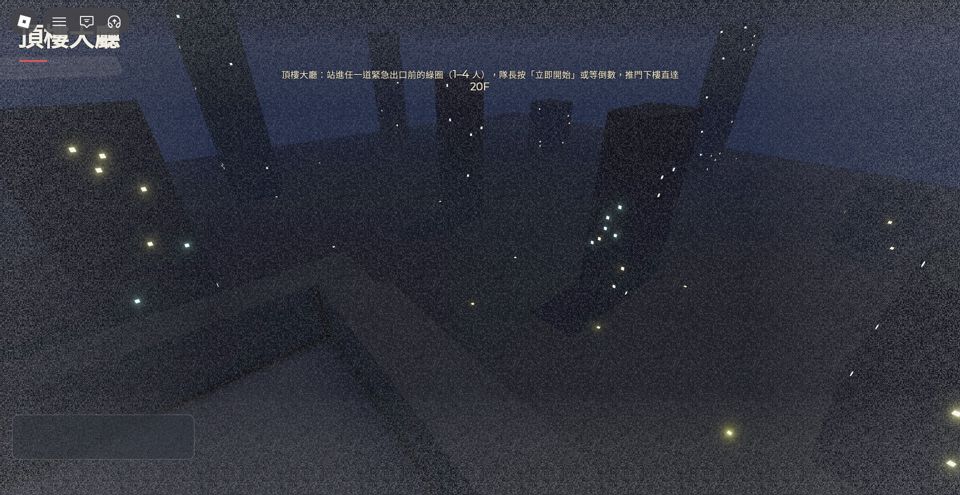 頂樓大廳
頂樓大廳：站進任一道緊急出口前的綠圈（1–4 人），隊長按「立即開始」或等倒數，推門下樓直達
20F